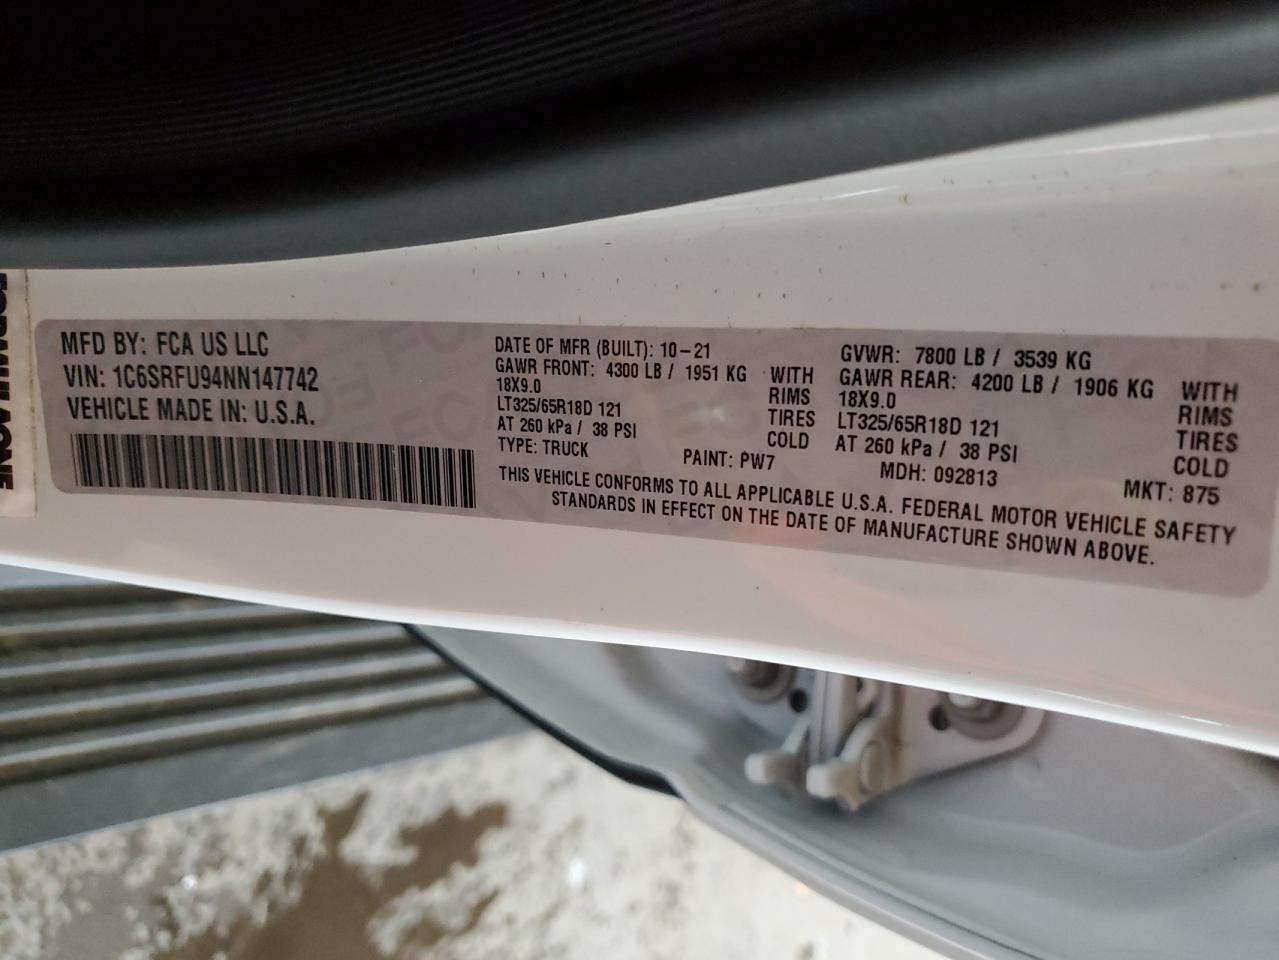 FORMULA ONE
MFD BY: FCA US LLC
VIN: 1C6SRFU94NN147742
VEHICLE MADE IN: U.S.A.
DATE OF MFR (BUILT): 10-21
GAWR FRONT: 4300 LB / 1951 KG WITH
18X9.0 RIMS
LT325/65R18D 121 TIRES
AT 260 kPa / 38 PSI COLD
TYPE: TRUCK PAINT: PW7
GVWR: 7800 LB / 3539 KG
GAWR REAR: 4200 LB / 1906 KG WITH
18X9.0 RIMS
LT325/65R18D 121 TIRES
AT 260 kPa / 38 PSI COLD
MDH: 092813 MKT: 875
THIS VEHICLE CONFORMS TO ALL APPLICABLE U.S.A. FEDERAL MOTOR VEHICLE SAFETY
STANDARDS IN EFFECT ON THE DATE OF MANUFACTURE SHOWN ABOVE.